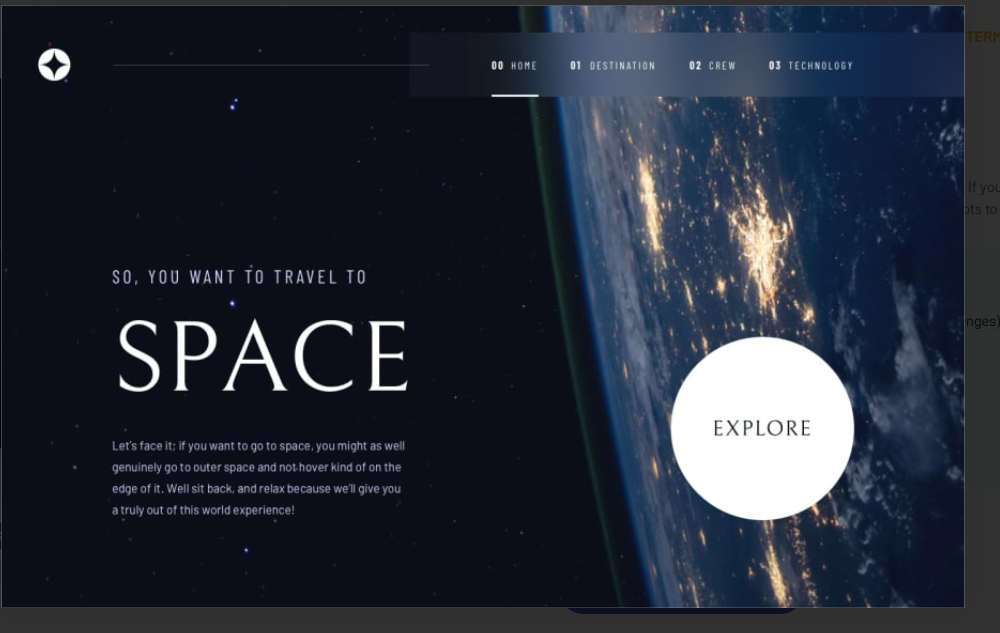 00 HOME
01 DESTINATION
02 CREW
03 TECHNOLOGY
TERM
If you
ots to
SO, YOU WANT TO TRAVEL TO
SPACE
nges)
Let's face it; if you want to go to space, you might as well
genuinely go to outer space and not hover kind of on the
edge of it. Well sit back, and relax because we'll give you
a truly out of this world experience!
EXPLORE